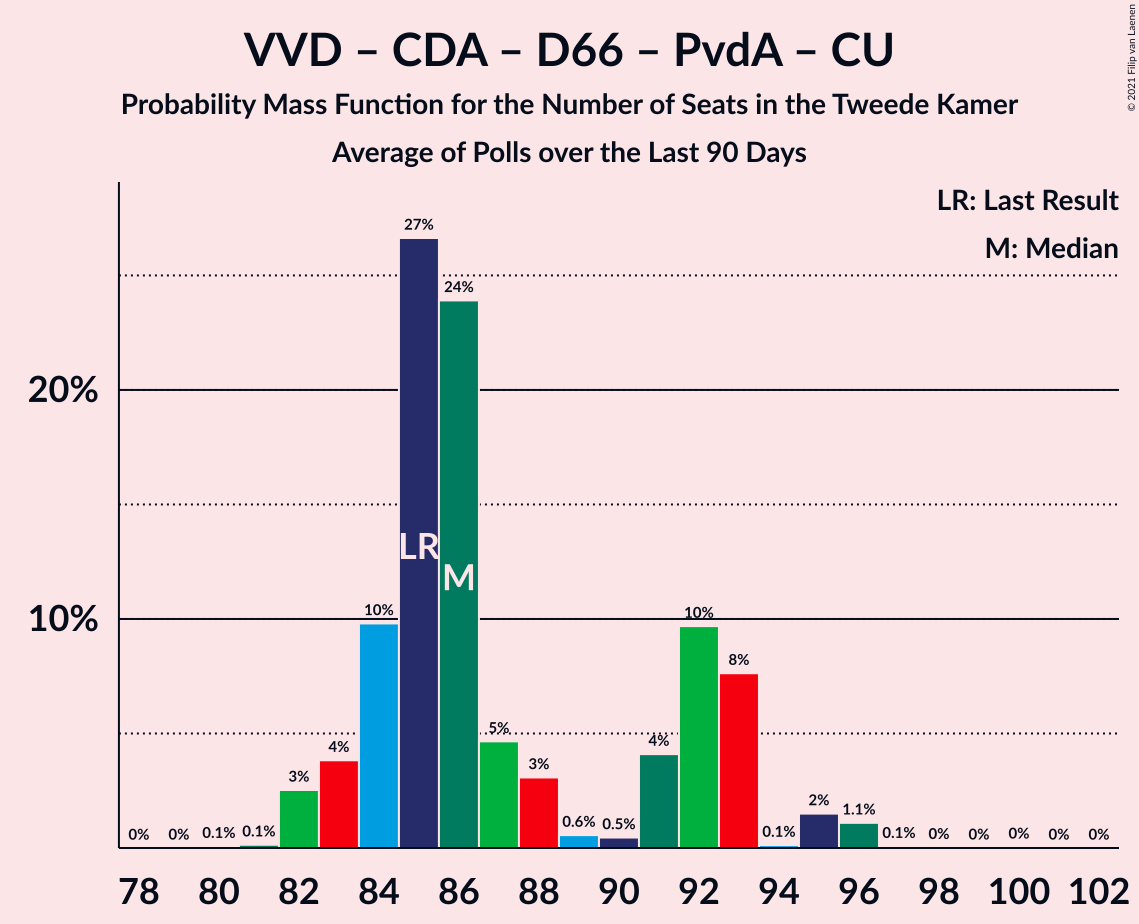 VVD – CDA – D66 – PvdA – CU
Probability Mass Function for the Number of Seats in the Tweede Kamer
Average of Polls over the Last 90 Days
© 2021 Filip van Laenen
LR: Last Result
M: Median
20%
10%
0% 0% 0.1% 0.1% 3% 4% 10% 27% 24% 5% 3% 0.6% 0.5% 4% 10% 8% 0.1% 2% 1.1% 0.1% 0% 0% 0% 0% 0%
LR
M
78 80 82 84 86 88 90 92 94 96 98 100 102